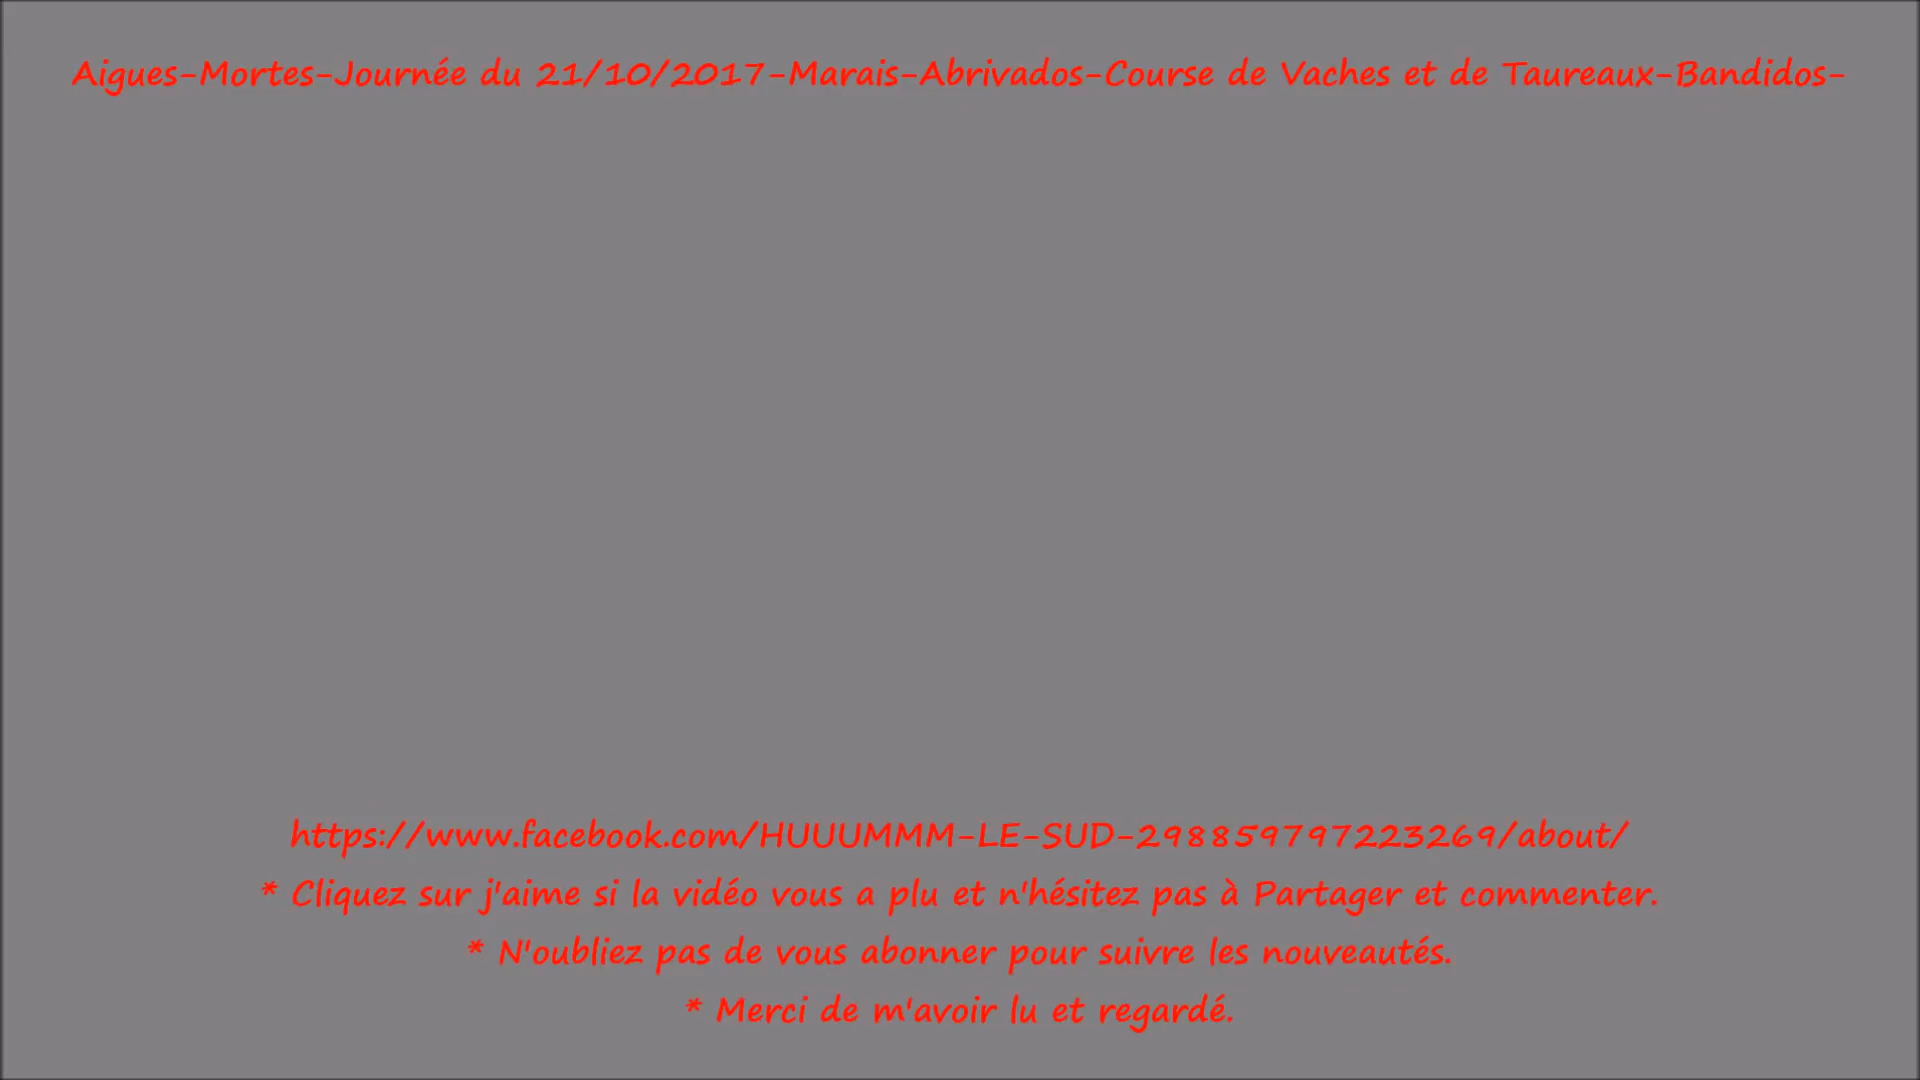 Aigues-Mortes-Journée du 21/10/2017-Marais-Abrivados-Course de Vaches et de Taureaux-Bandidos-
https://www.facebook.com/HUUUMMM-LE-SUD-298859797223269/about/
* Cliquez sur j'aime si la vidéo vous a plu et n'hésitez pas à Partager et commenter.
* N'oubliez pas de vous abonner pour suivre les nouveautés.
* Merci de m'avoir lu et regardé.